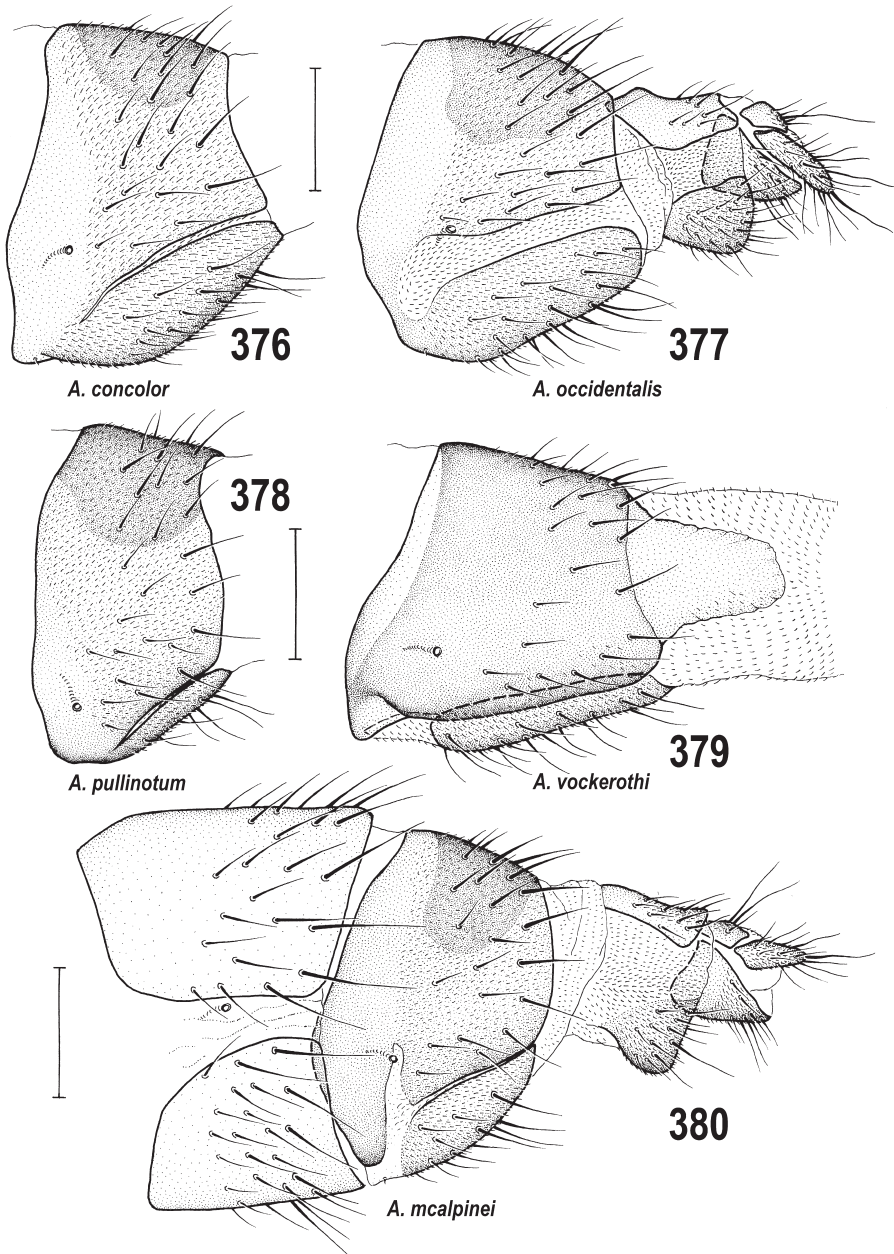 376
A. concolor
377
A. occidentalis
378
A. pullinotum
379
A. vockerothi
380
A. mcalpinei